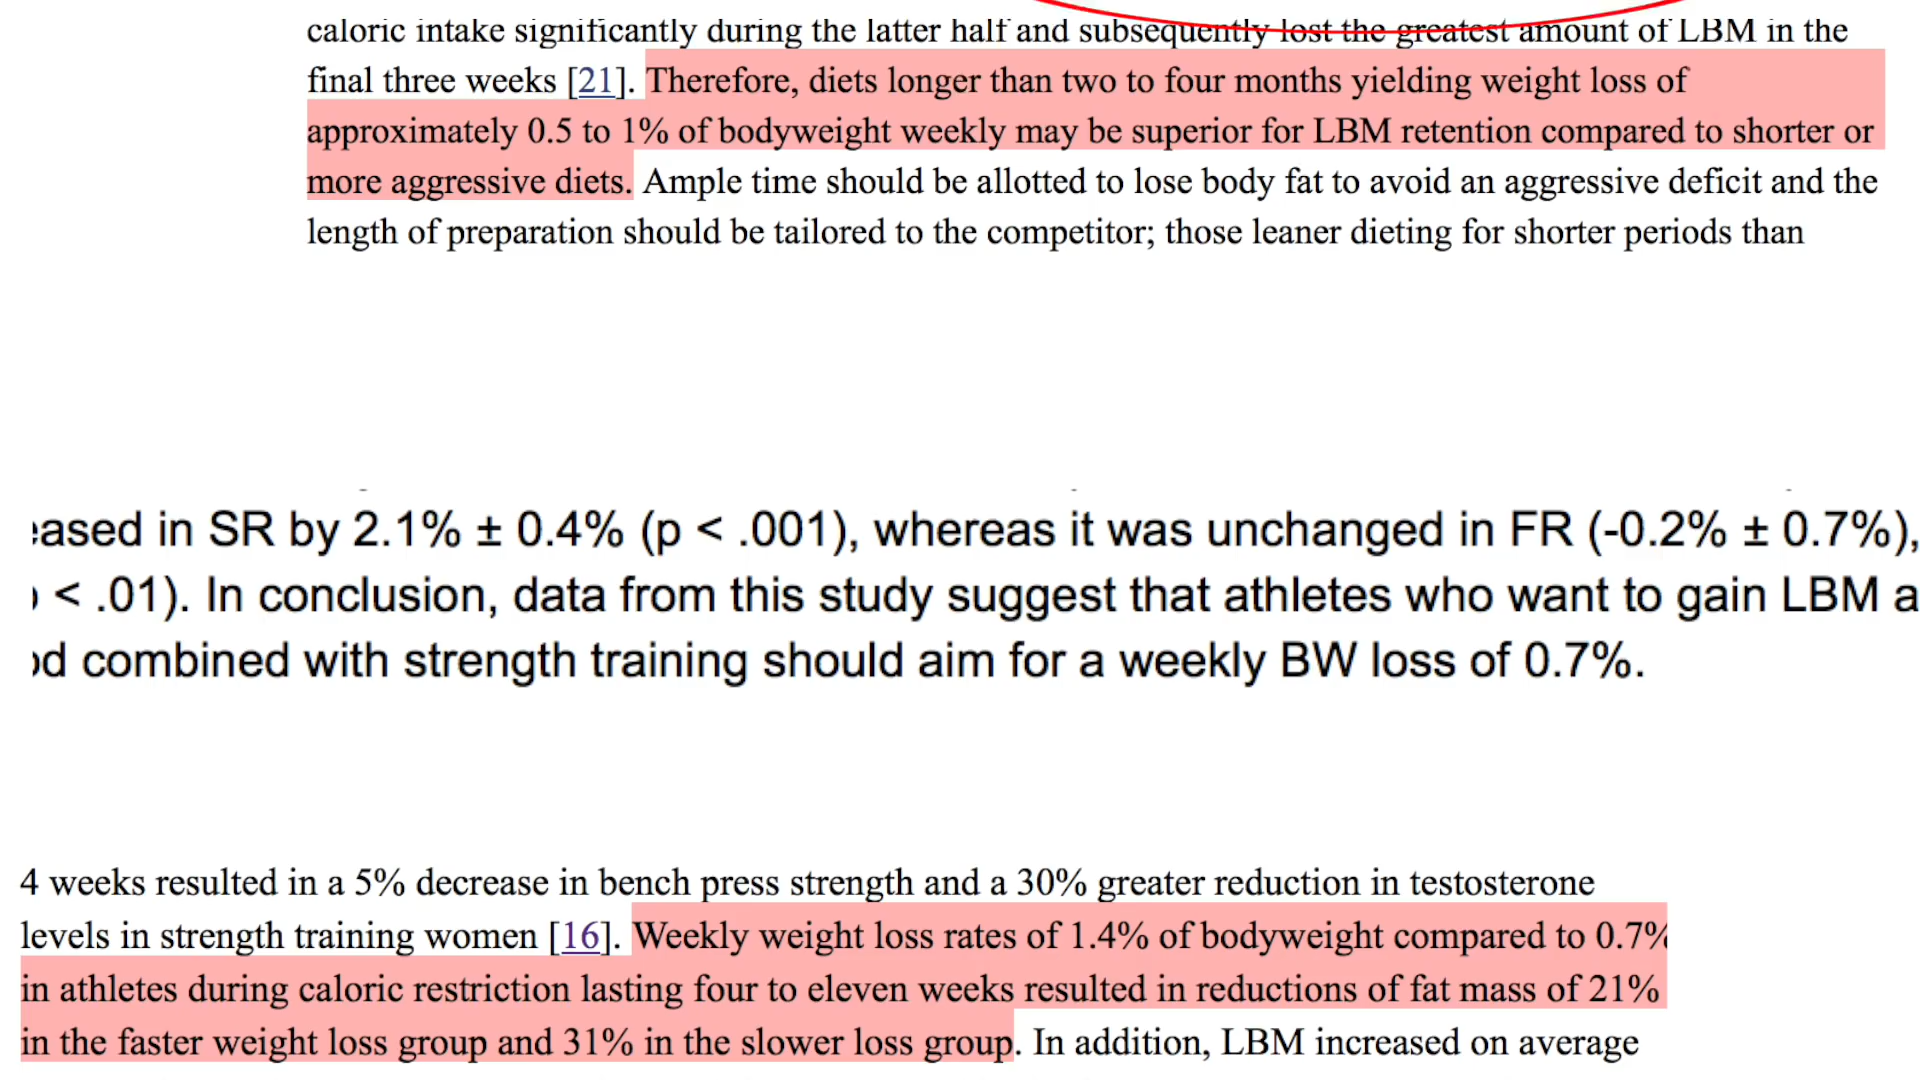 caloric intake significantly during the latter half and subsequently lost the greatest amount of LBM in the
final three weeks [21]. Therefore, diets longer than two to four months yielding weight loss of
approximately 0.5 to 1% of bodyweight weekly may be superior for LBM retention compared to shorter or
more aggressive diets. Ample time should be allotted to lose body fat to avoid an aggressive deficit and the
length of preparation should be tailored to the competitor; those leaner dieting for shorter periods than
eased in SR by 2.1% ± 0.4% (p < .001), whereas it was unchanged in FR (-0.2% ± 0.7%),
< .01). In conclusion, data from this study suggest that athletes who want to gain LBM a
od combined with strength training should aim for a weekly BW loss of 0.7%.
4 weeks resulted in a 5% decrease in bench press strength and a 30% greater reduction in testosterone
levels in strength training women [16]. Weekly weight loss rates of 1.4% of bodyweight compared to 0.7%
in athletes during caloric restriction lasting four to eleven weeks resulted in reductions of fat mass of 21%
in the faster weight loss group and 31% in the slower loss group. In addition, LBM increased on average